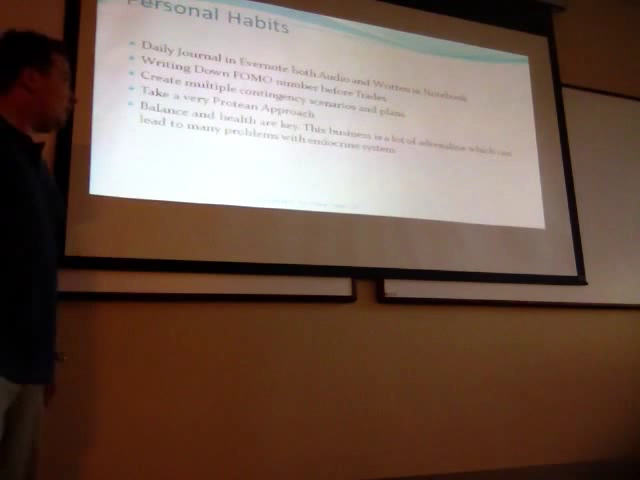 Personal Habits
Daily Journal in Evernote both Audio and Written in Notebook
Writing Down FOMO number before Trades
Create multiple contingency scenarios and plans
Take a very Protean Approach
Balance and health are key. This business is a lot of adrenaline which can
lead to many problems with endocrine system